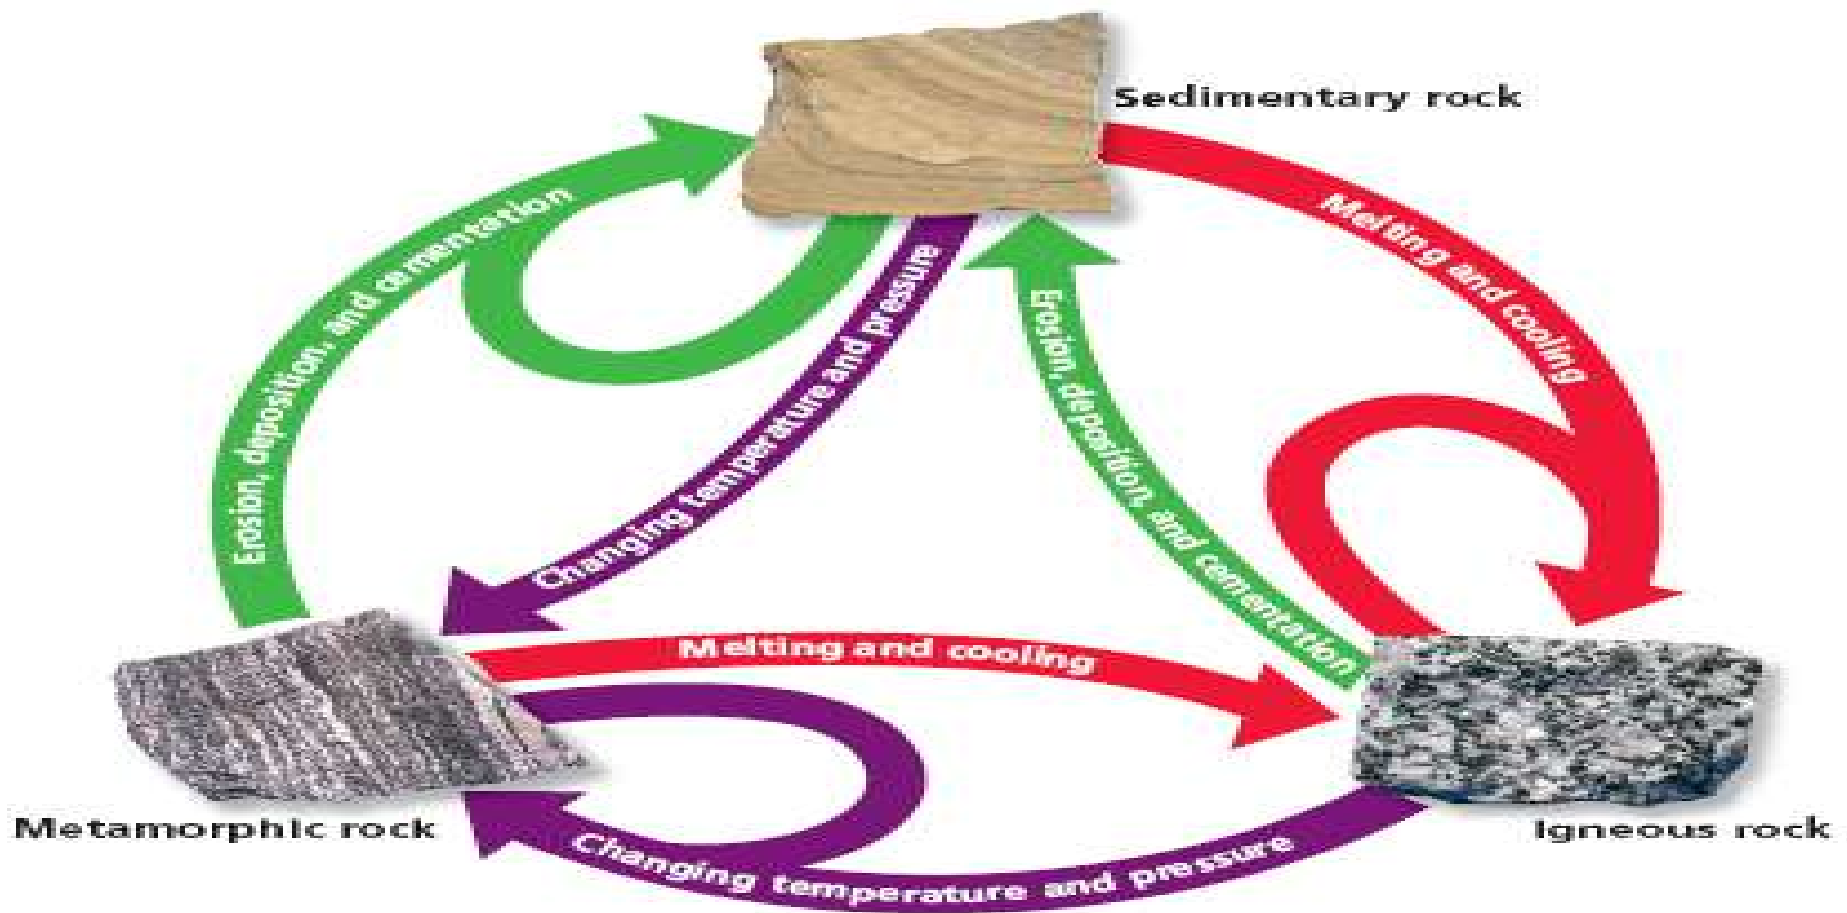 Sedimentary rock
Melting and cooling
Erosion, deposition, and cementation
Changing temperature and pressure
Erosion, deposition, and cementation
Melting and cooling
Metamorphic rock
Igneous rock
Changing temperature and pressure